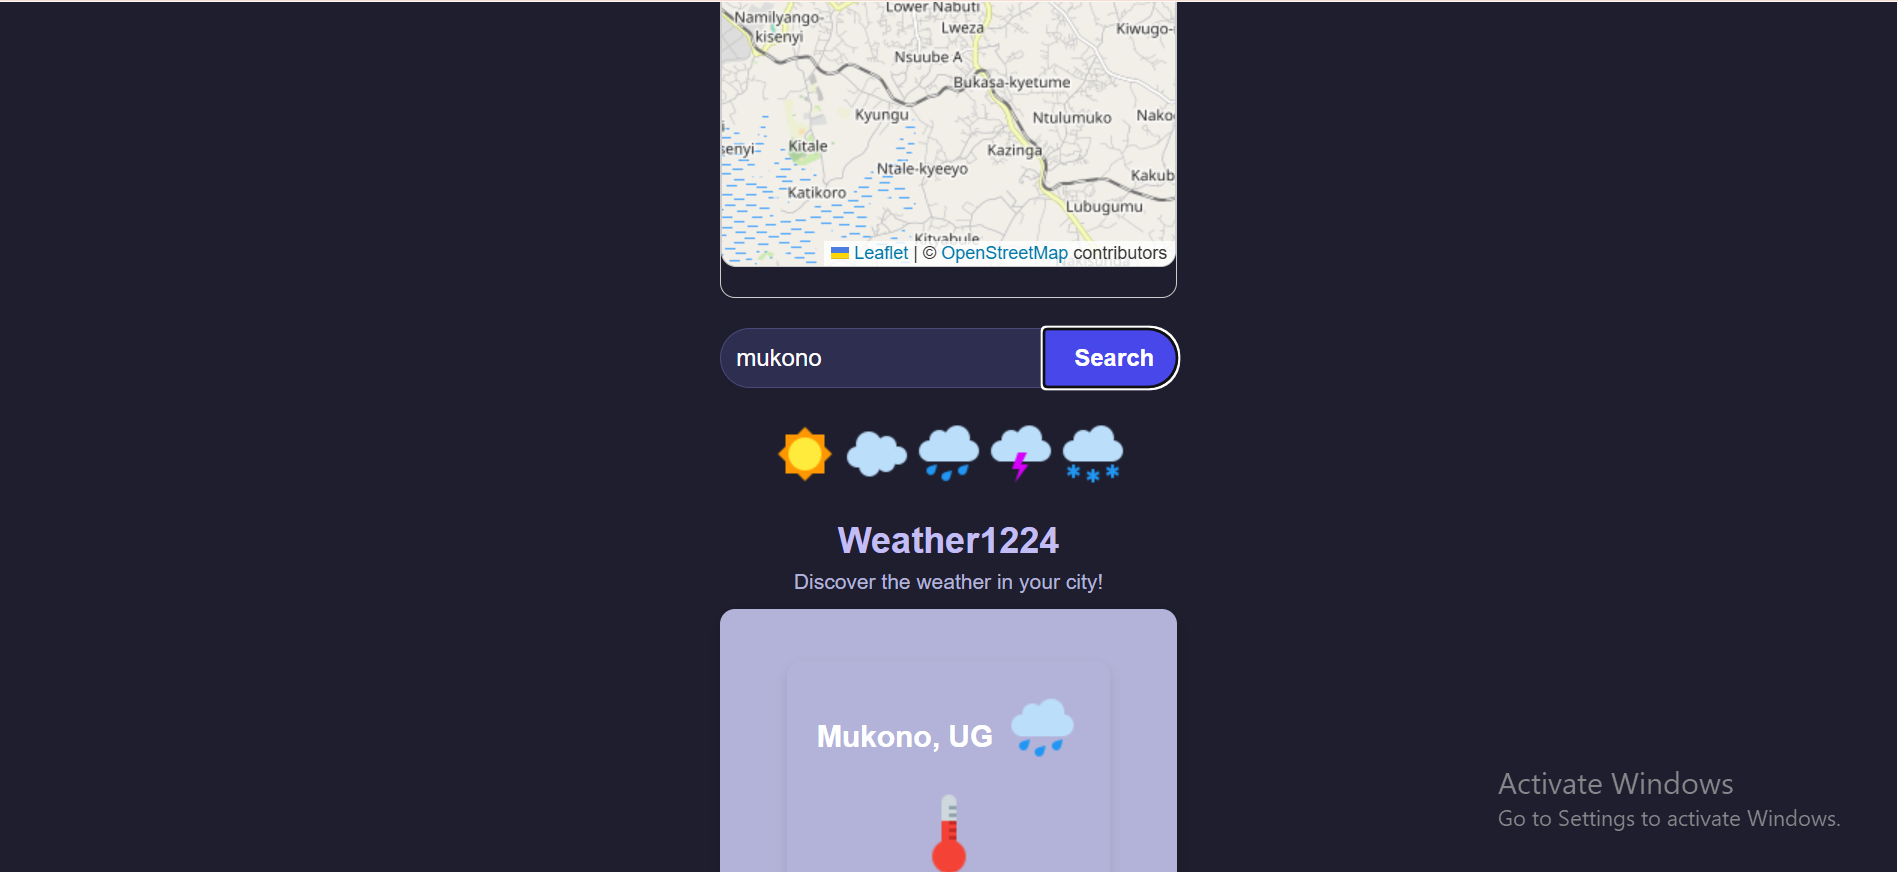 Lower Nabuti
Namilyango-
kisenyi
Lweza
Kiwugo-
Nsuube A
Bukasa-kyetume
Kyungu
Ntulumuko
Nako
senyi
Kitale
Kazinga
Ntale-kyeeyo
Kakub
Katikoro
Lubugumu
Kityabule
Leaflet | © OpenStreetMap contributors
mukono
Search
Weather1224
Discover the weather in your city!
Mukono, UG
Activate Windows
Go to Settings to activate Windows.